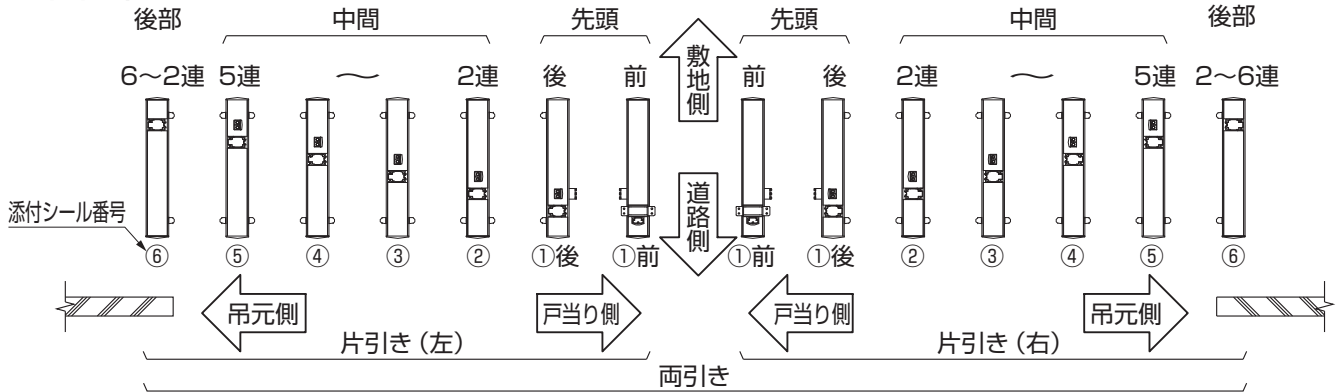 後部 中間 先頭 先頭 中間 後部
6〜2連 5連 〜 2連 後 前 敷地側 前 後 2連 〜 5連 2〜6連
道路側
添付シール番号
⑥ ⑤ ④ ③ ② ①後 ①前 ①前 ①後 ② ③ ④ ⑤ ⑥
吊元側 戸当り側 戸当り側 吊元側
片引き（左） 片引き（右）
両引き